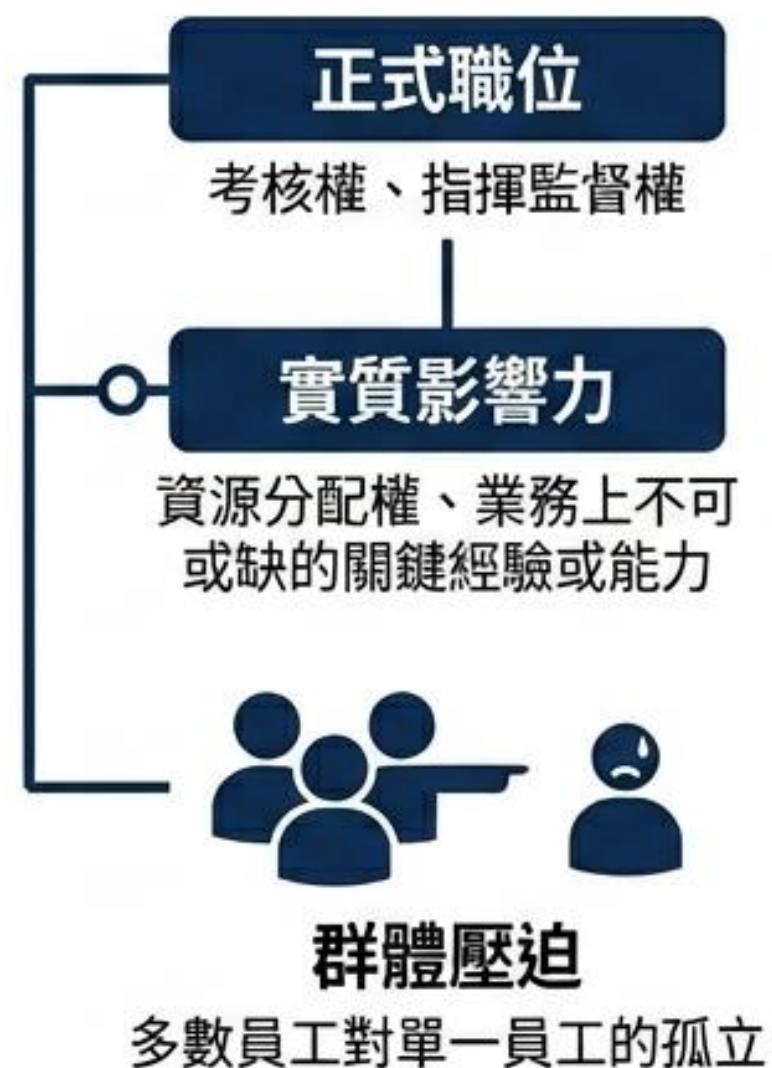 正式職位
考核權、指揮監督權
實質影響力
資源分配權、業務上不可
或缺的關鍵經驗或能力
群體壓迫
多數員工對單一員工的孤立